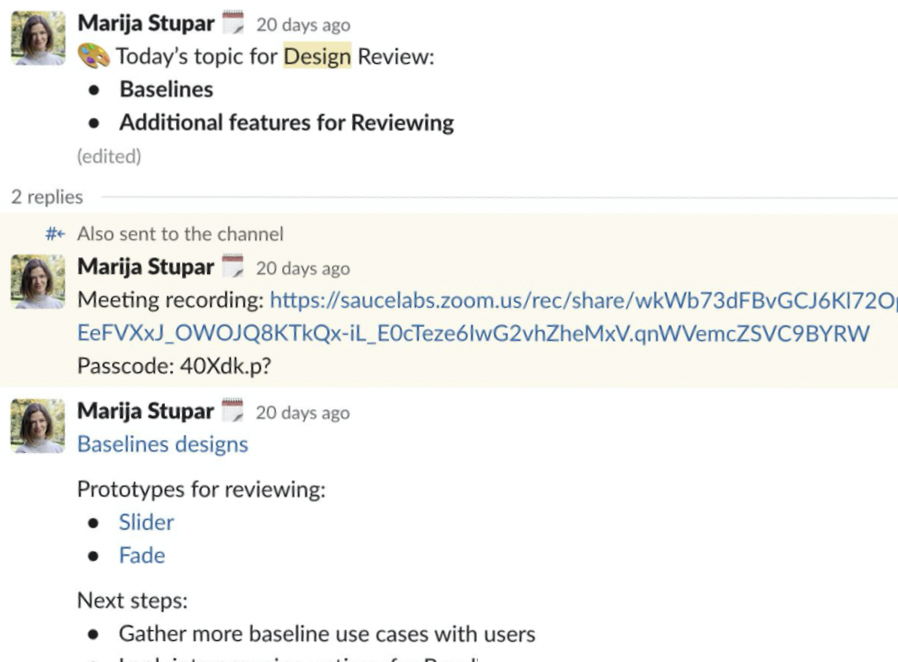 Marija Stupar 20 days ago
Today's topic for Design Review:
• Baselines
• Additional features for Reviewing
(edited)
2 replies
Also sent to the channel
Marija Stupar 20 days ago
Meeting recording: https://saucelabs.zoom.us/rec/share/wkWb73dFBvGCJ6Kl72O
EeFVXxJ_OWOJQ8KTkQx-iL_E0cTeze6lwG2vhZheMxV.qnWVemcZSVC9BYRW
Passcode: 40Xdk.p?
Marija Stupar 20 days ago
Baselines designs
Prototypes for reviewing:
• Slider
• Fade
Next steps:
• Gather more baseline use cases with users